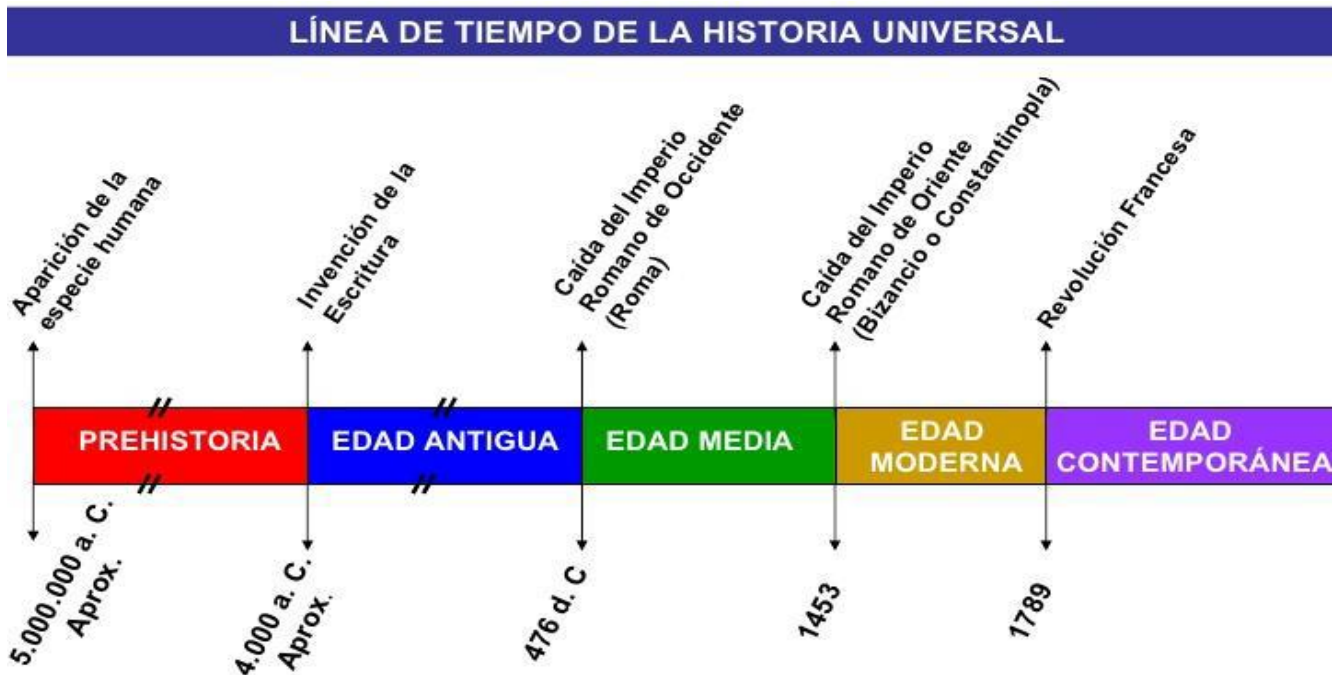 LÍNEA DE TIEMPO DE LA HISTORIA UNIVERSAL
Aparición de la
especie humana
Invención de la
Escritura
Caída del Imperio
Romano de Occidente
(Roma)
Caída del Imperio
Romano de Oriente
(Bizancio o Constantinopla)
Revolución Francesa
PREHISTORIA
EDAD ANTIGUA
EDAD MEDIA
EDAD
MODERNA
EDAD
CONTEMPORÁNEA
5.000.000 a. C.
Aprox.
4.000 a. C.
Aprox.
476 d. C
1453
1789